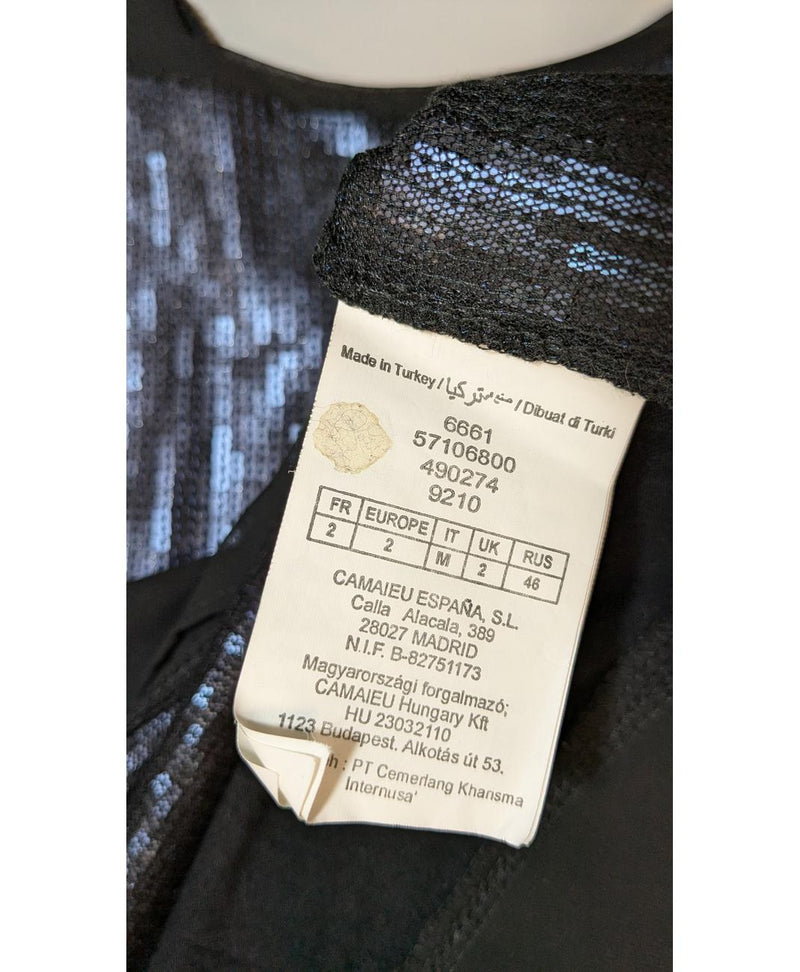 Made in Turkey / صنع في تركيا / Dibuat di Turki
6661
57106800
490274
9210
FR EUROPE IT UK RUS
2 2 M 2 46
CAMAIEU ESPAÑA, S.L.
Calla Alacala, 389
28027 MADRID
N.I.F. B-82751173
Magyarországi forgalmazó;
CAMAIEU Hungary Kft
HU 23032110
1123 Budapest. Alkotás út 53.
: PT Cemerlang Kharisma
Internusa'